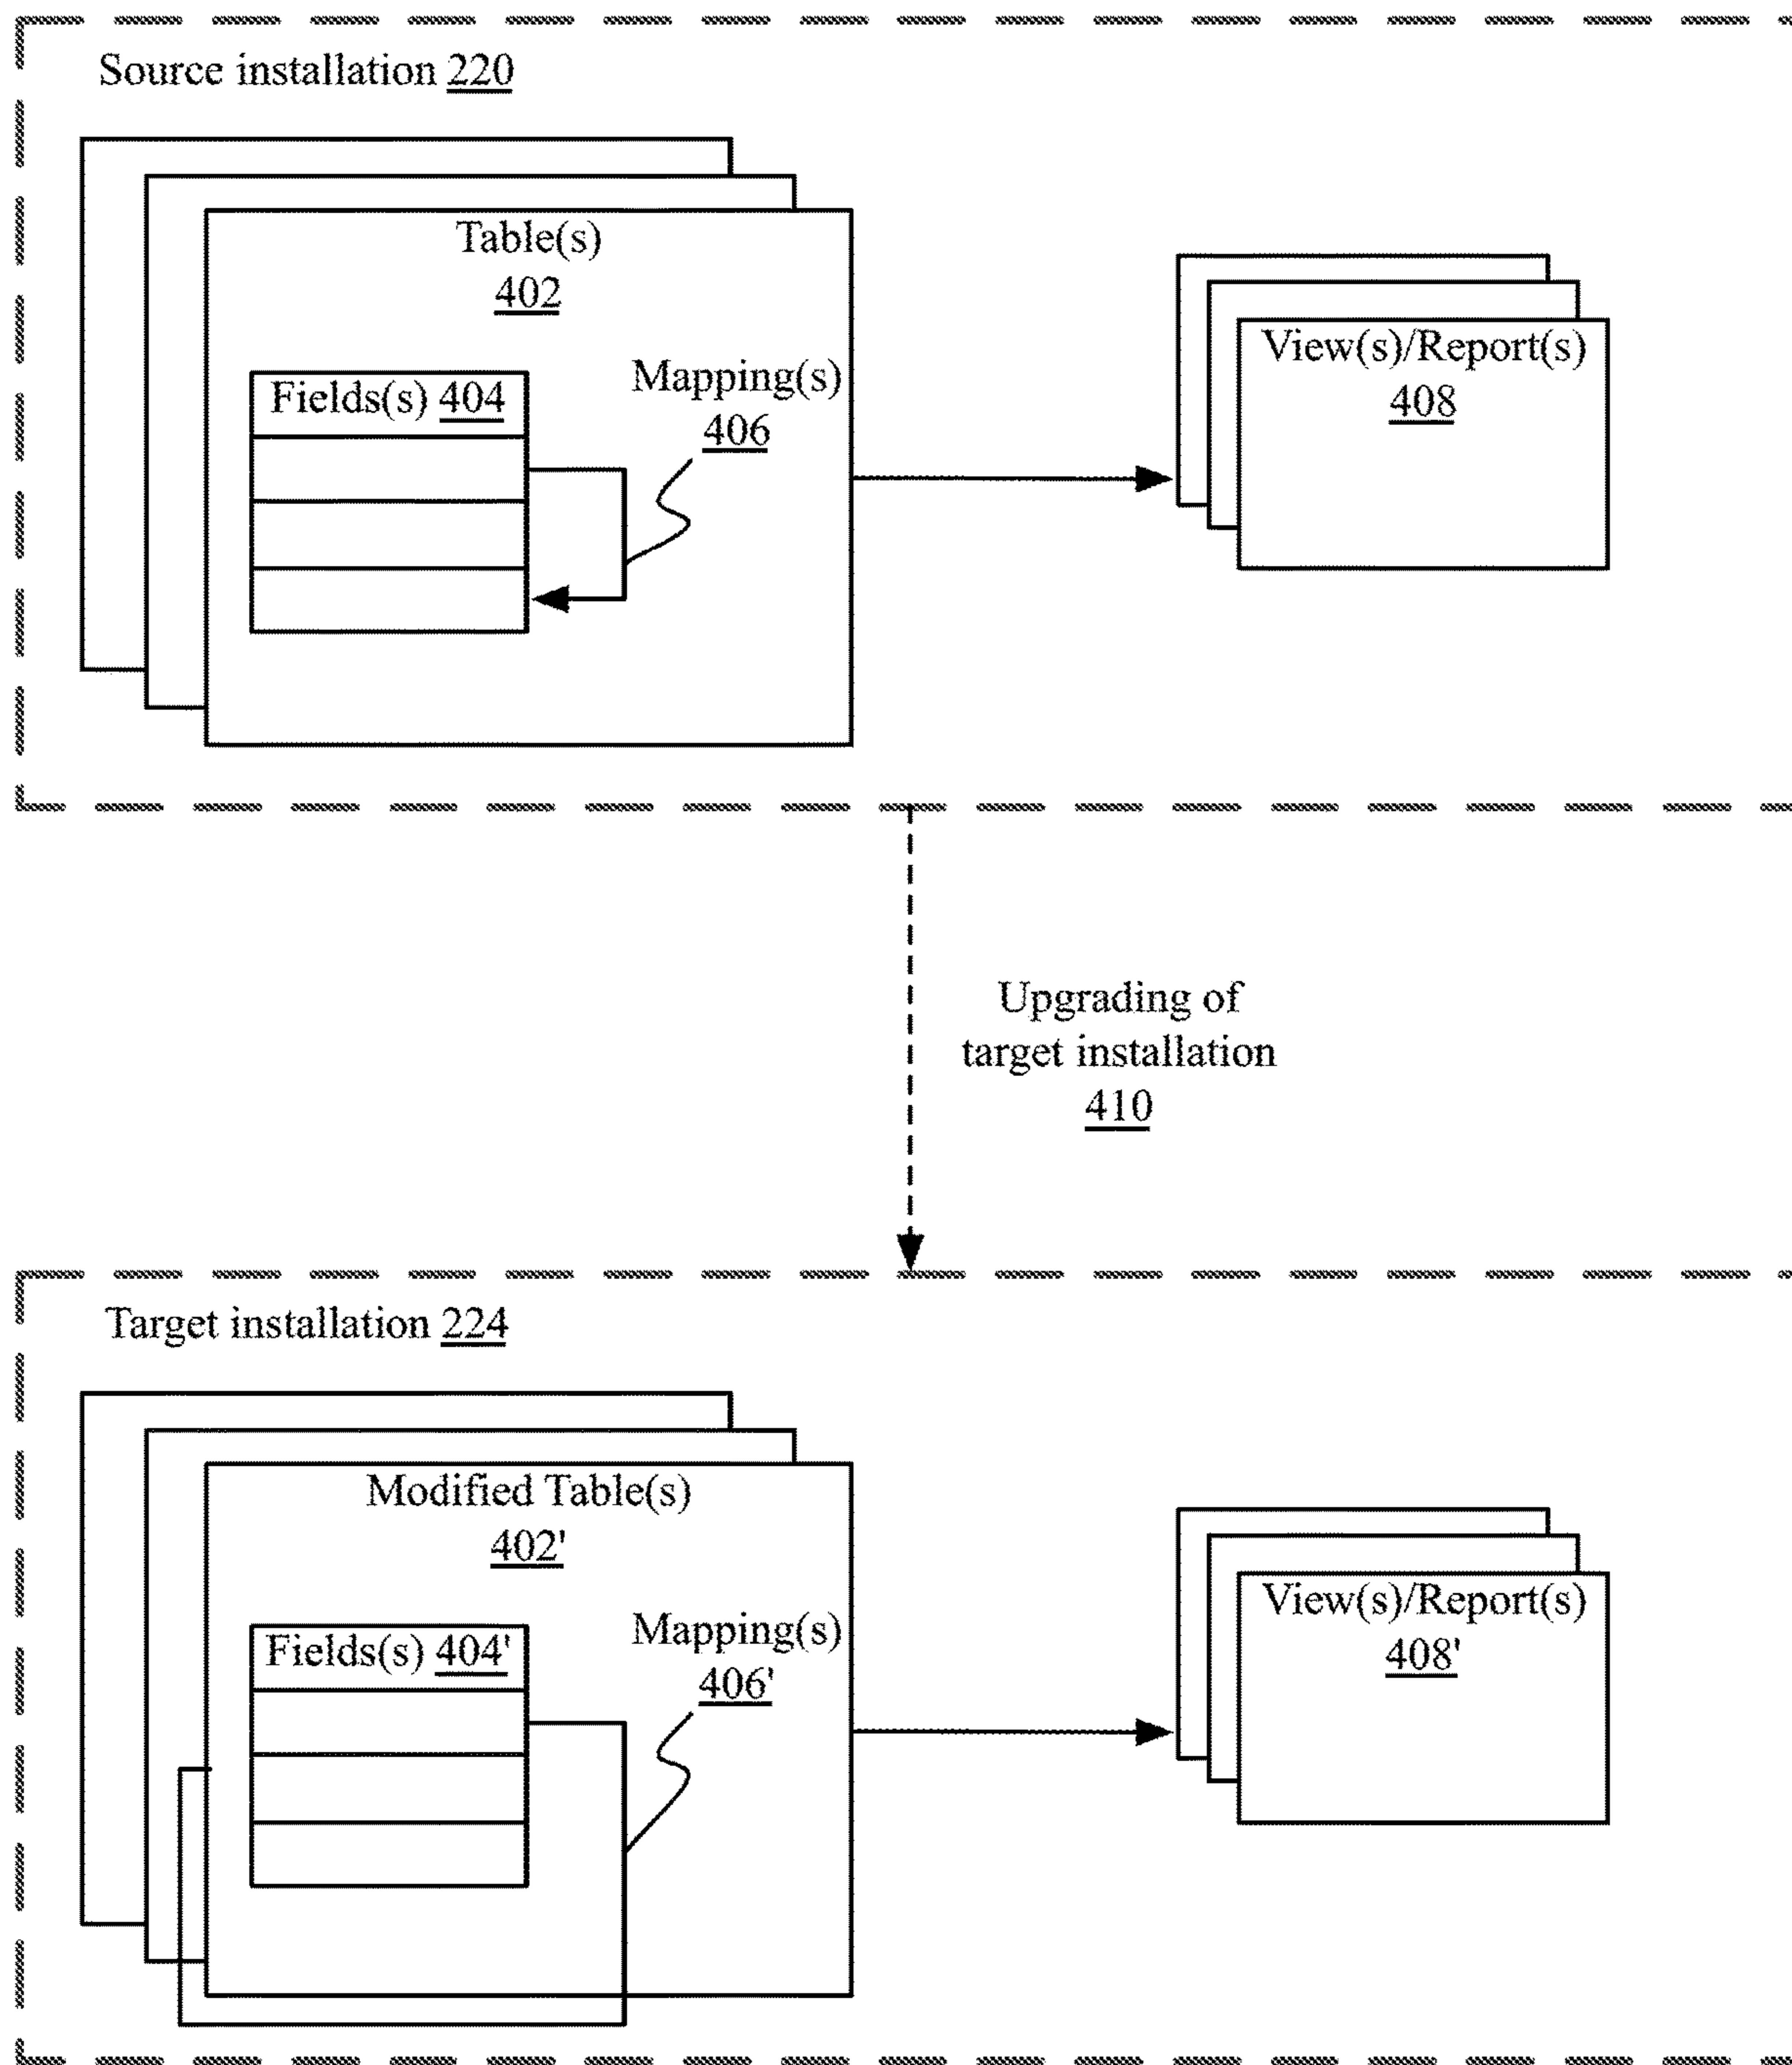 Source installation 220
Table(s)
402
Fields(s) 404
Mapping(s)
406
View(s)/Report(s)
408
Upgrading of
target installation
410
Target installation 224
Modified Table(s)
402'
Fields(s) 404'
Mapping(s)
406'
View(s)/Report(s)
408'